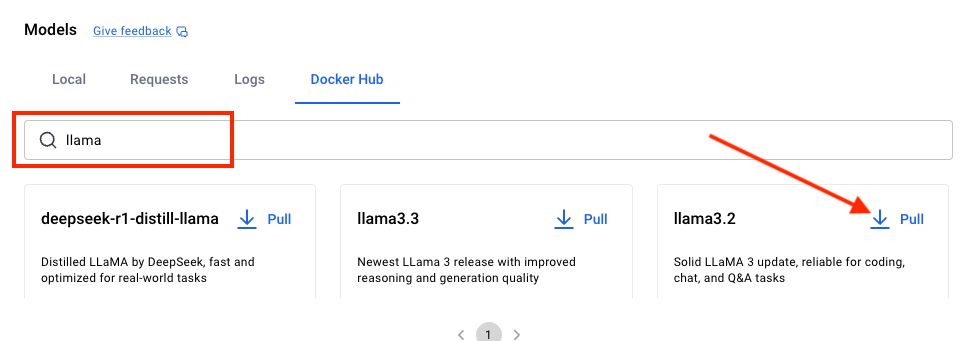 Models Give feedback
Local Requests Logs Docker Hub
llama
deepseek-r1-distill-llama Pull
Distilled LLaMA by DeepSeek, fast and
optimized for real-world tasks
llama3.3 Pull
Newest LLama 3 release with improved
reasoning and generation quality
llama3.2 Pull
Solid LLaMA 3 update, reliable for coding,
chat, and Q&A tasks
1